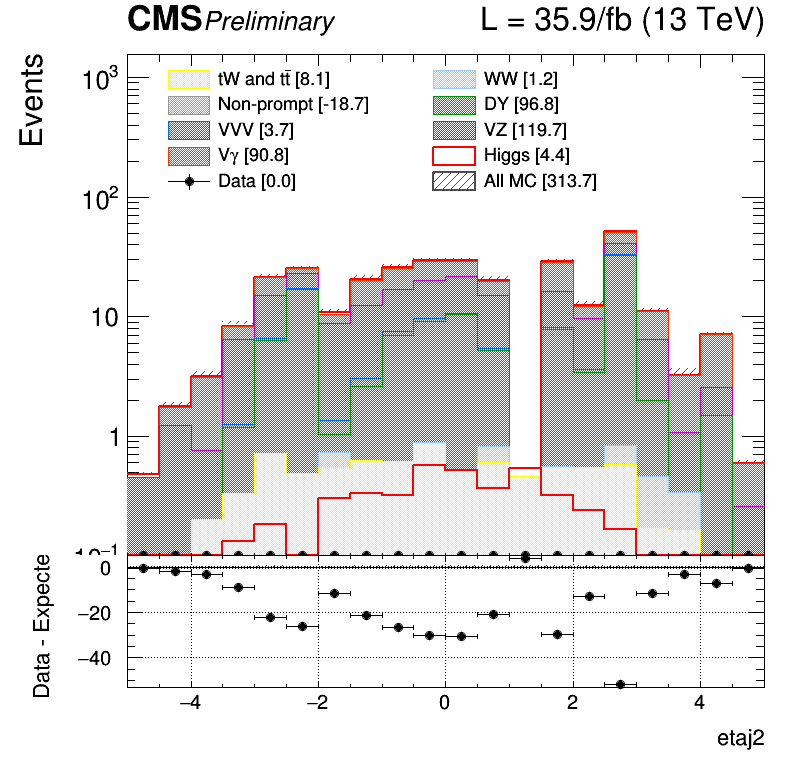 CMS Preliminary L = 35.9/fb (13 TeV)
Events
10³
10²
10
1
10⁻¹
tW and tt̄ [8.1]
Non-prompt [-18.7]
VVV [3.7]
Vγ [90.8]
Data [0.0]
WW [1.2]
DY [96.8]
VZ [119.7]
Higgs [4.4]
All MC [313.7]
Data - Expecte
0
−20
−40
−4 −2 0 2 4
etaj2